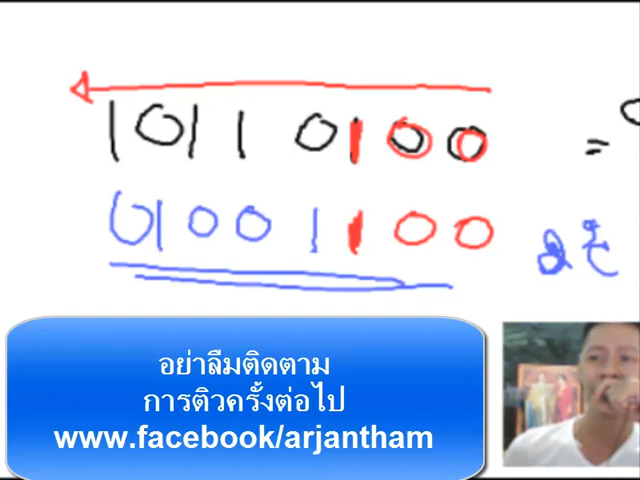 10110100 =
01001100
อย่าลืมติดตาม
การติวครั้งต่อไป
www.facebook/arjantham